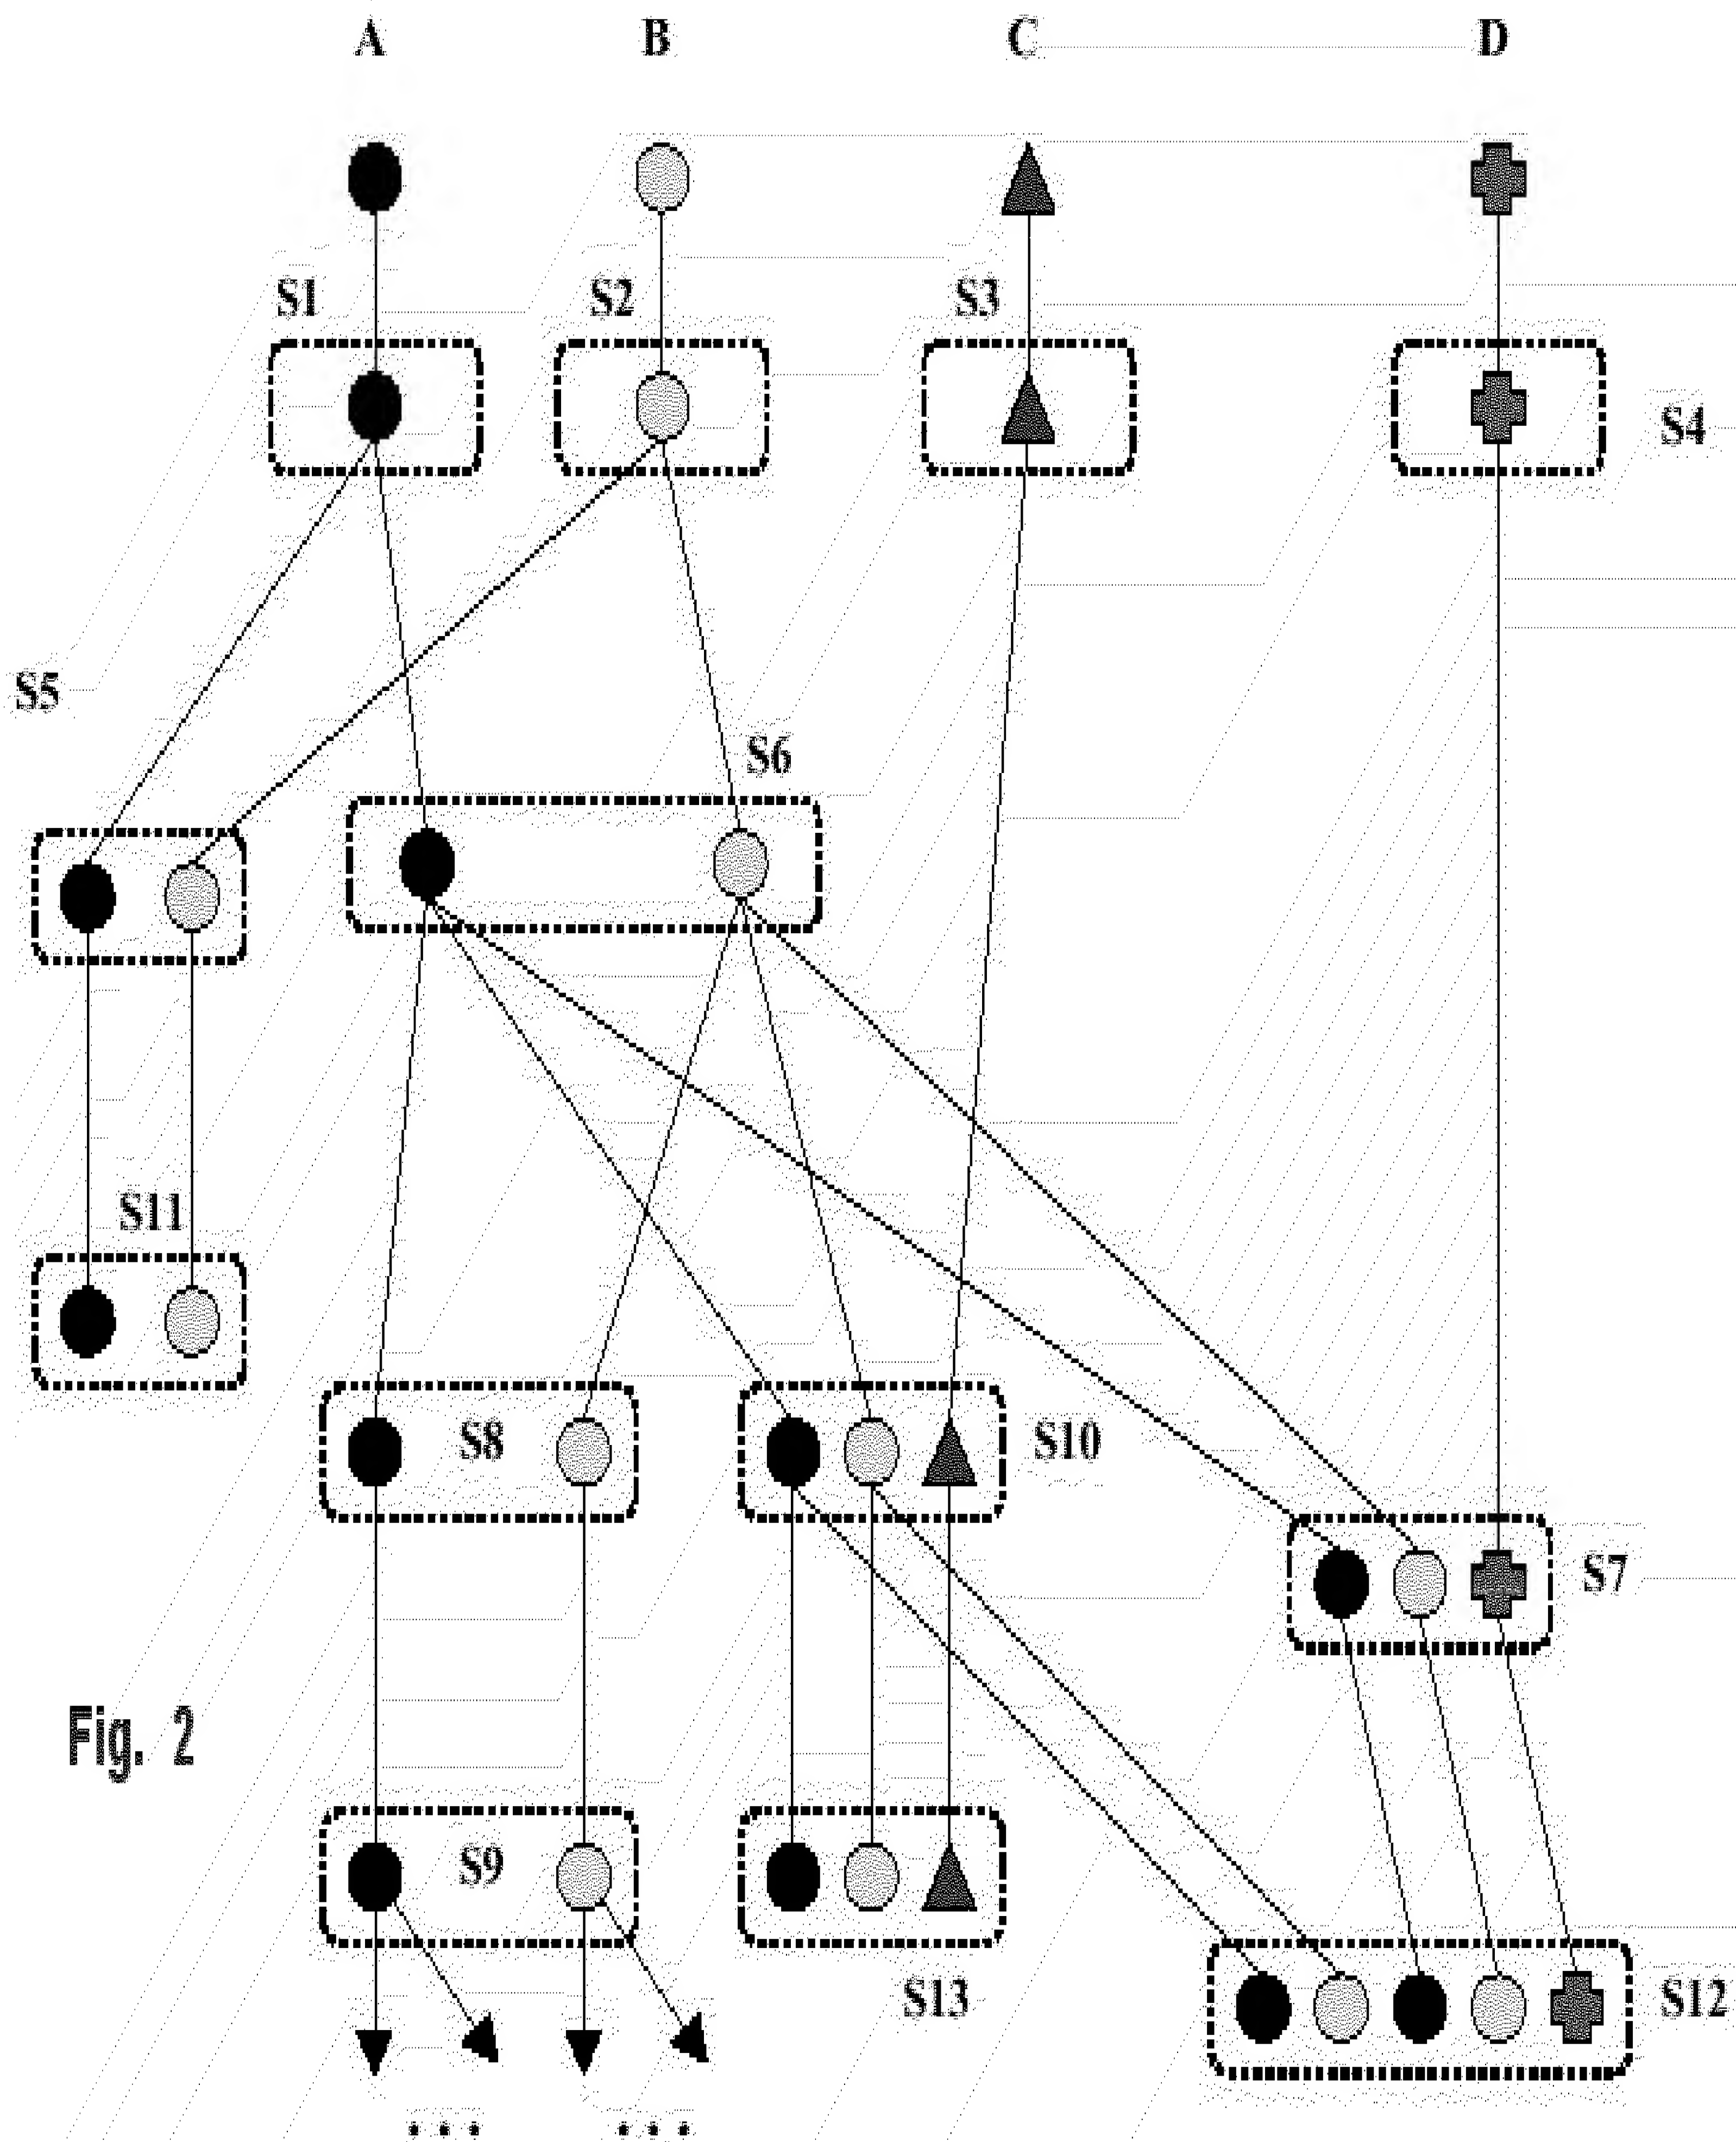 A B C D
S1 S2 S3
S4
S5
S6
S11
S8 S10
S7
Fig. 2
S9
S13 S12
... ...